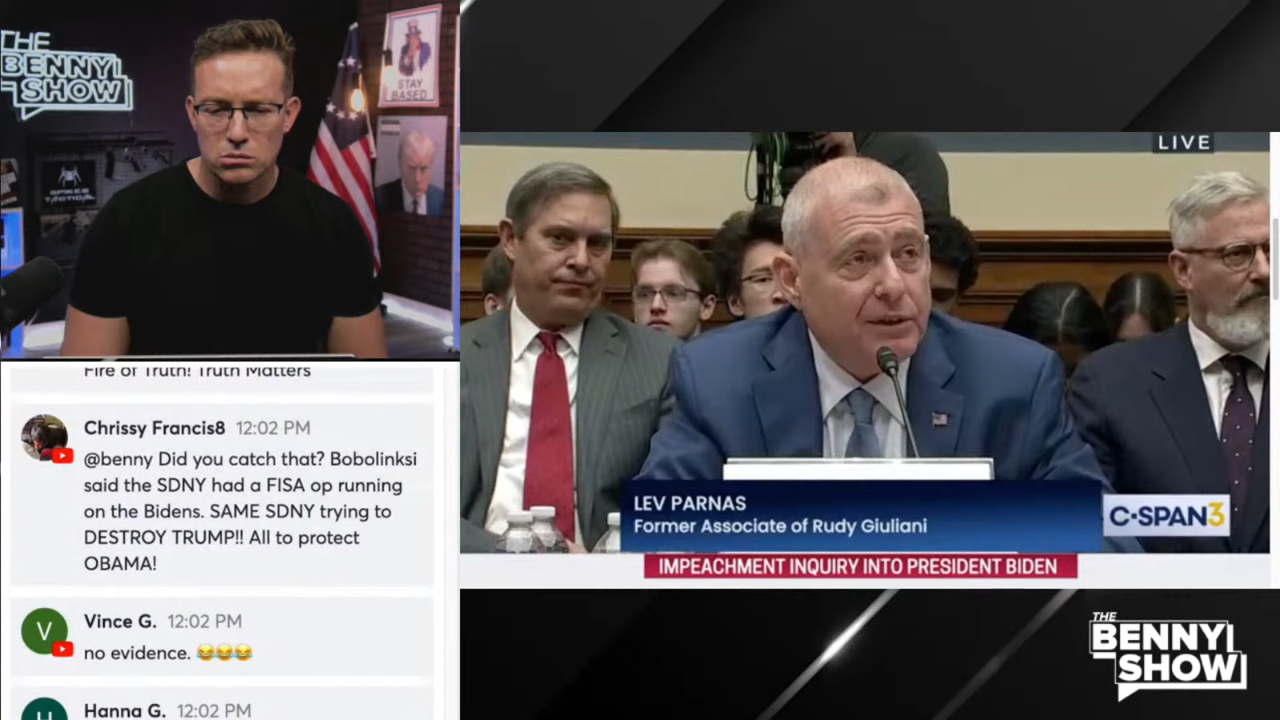 THE
BENNY
SHOW
STAY
BASED
SPIKES
TACTICAL
LIVE
LEV PARNAS
Former Associate of Rudy Giuliani
C·SPAN3
IMPEACHMENT INQUIRY INTO PRESIDENT BIDEN
Fire of Truth! Truth Matters
Chrissy Francis8 12:02 PM
@benny Did you catch that? Bobolinksi
said the SDNY had a FISA op running
on the Bidens. SAME SDNY trying to
DESTROY TRUMP!! All to protect
OBAMA!
V
Vince G. 12:02 PM
no evidence. 😂😂😂
H
Hanna G. 12:02 PM
THE
BENNY
SHOW